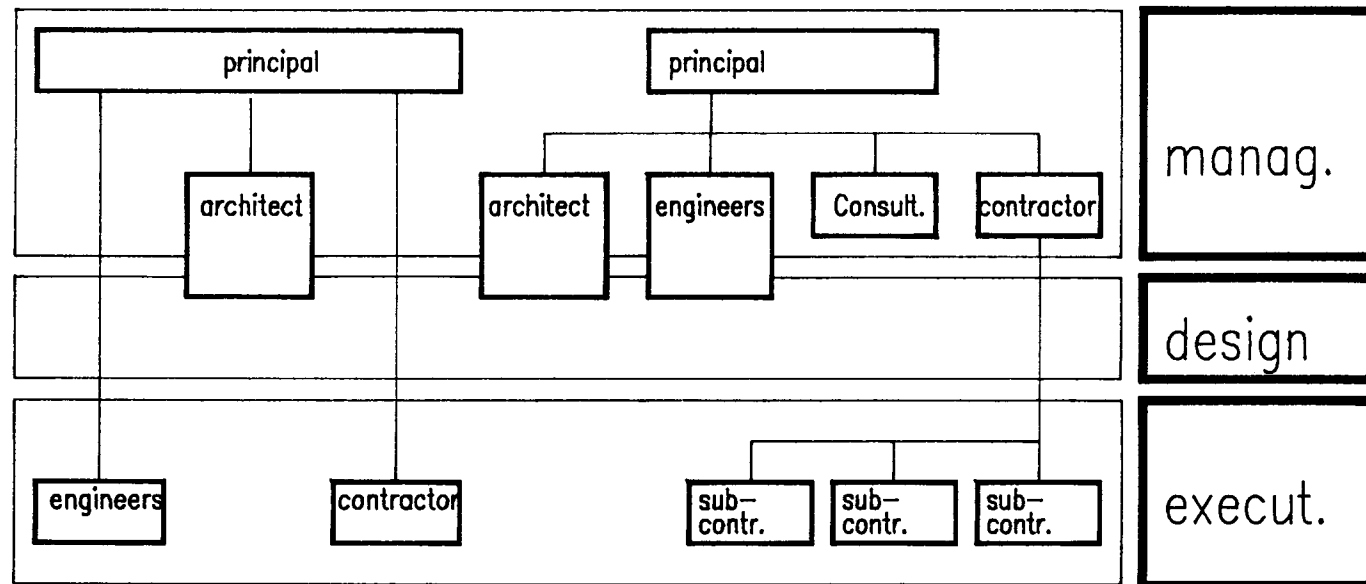 principal
principal
manag.
architect
architect
engineers
Consult.
contractor
design
engineers
contractor
sub-
contr.
sub-
contr.
sub-
contr.
execut.